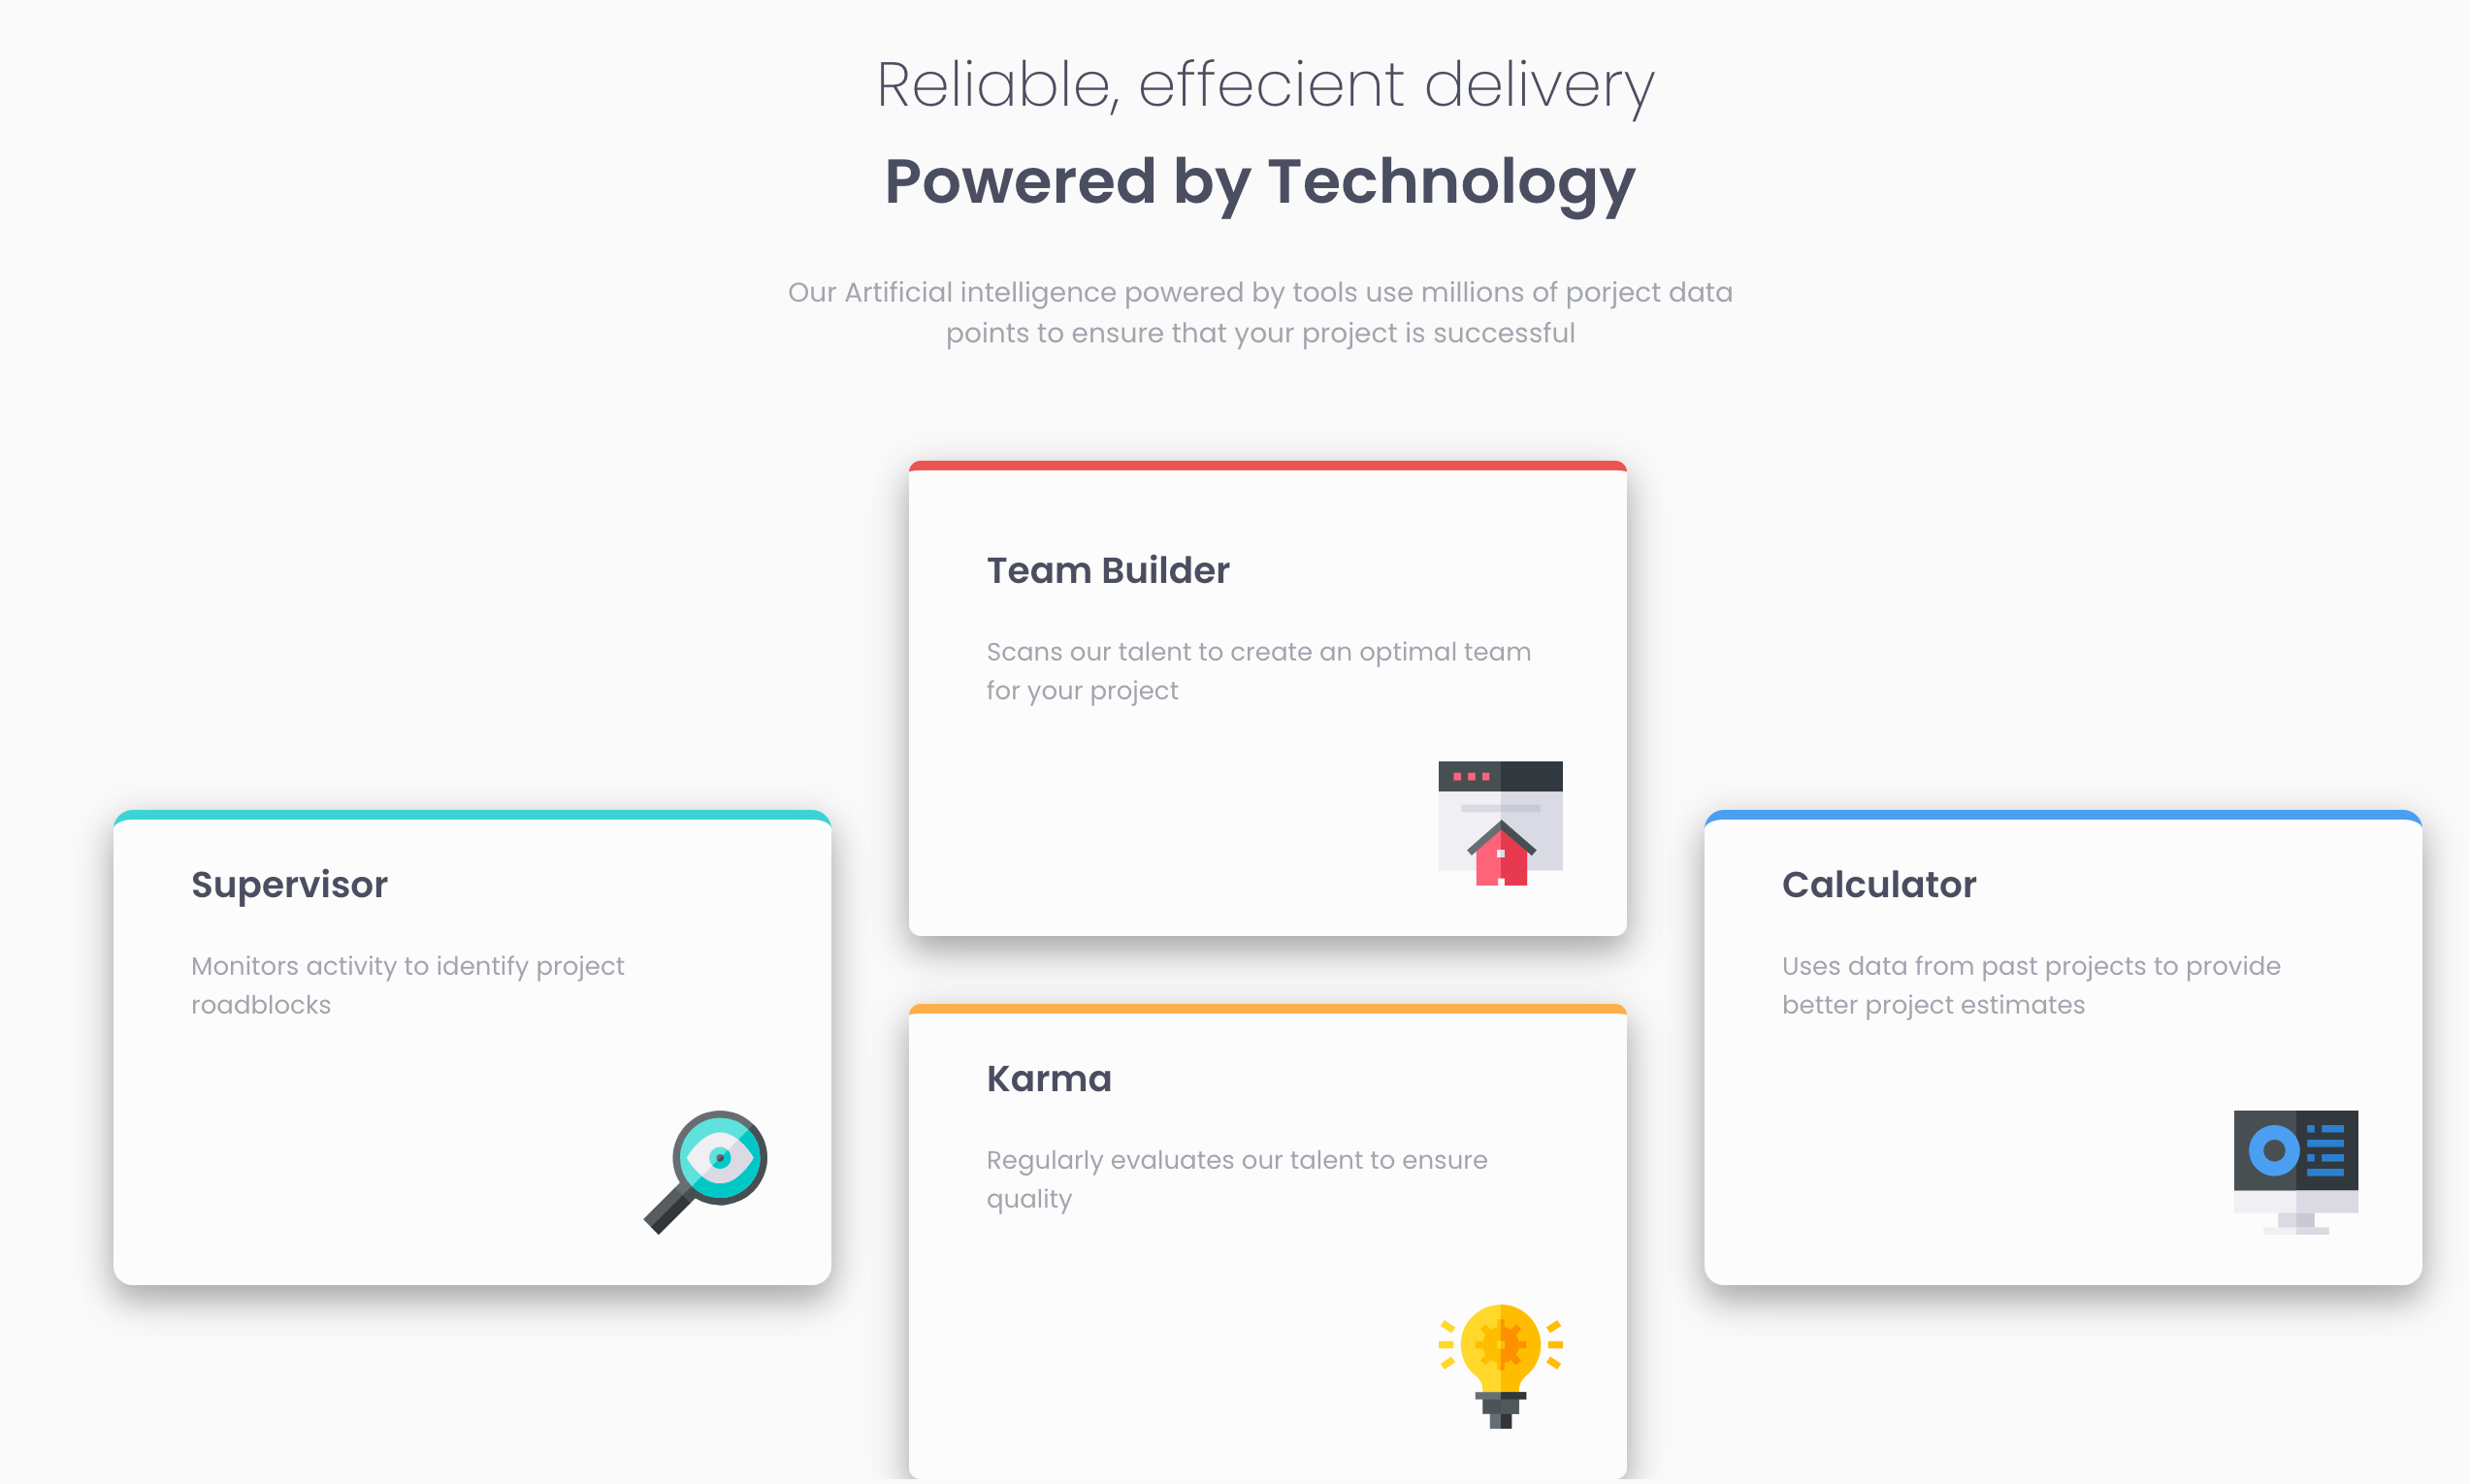 Reliable, effecient delivery
Powered by Technology
Our Artificial intelligence powered by tools use millions of porject data
points to ensure that your project is successful
Team Builder
Scans our talent to create an optimal team
for your project
Supervisor
Monitors activity to identify project
roadblocks
Calculator
Uses data from past projects to provide
better project estimates
Karma
Regularly evaluates our talent to ensure
quality